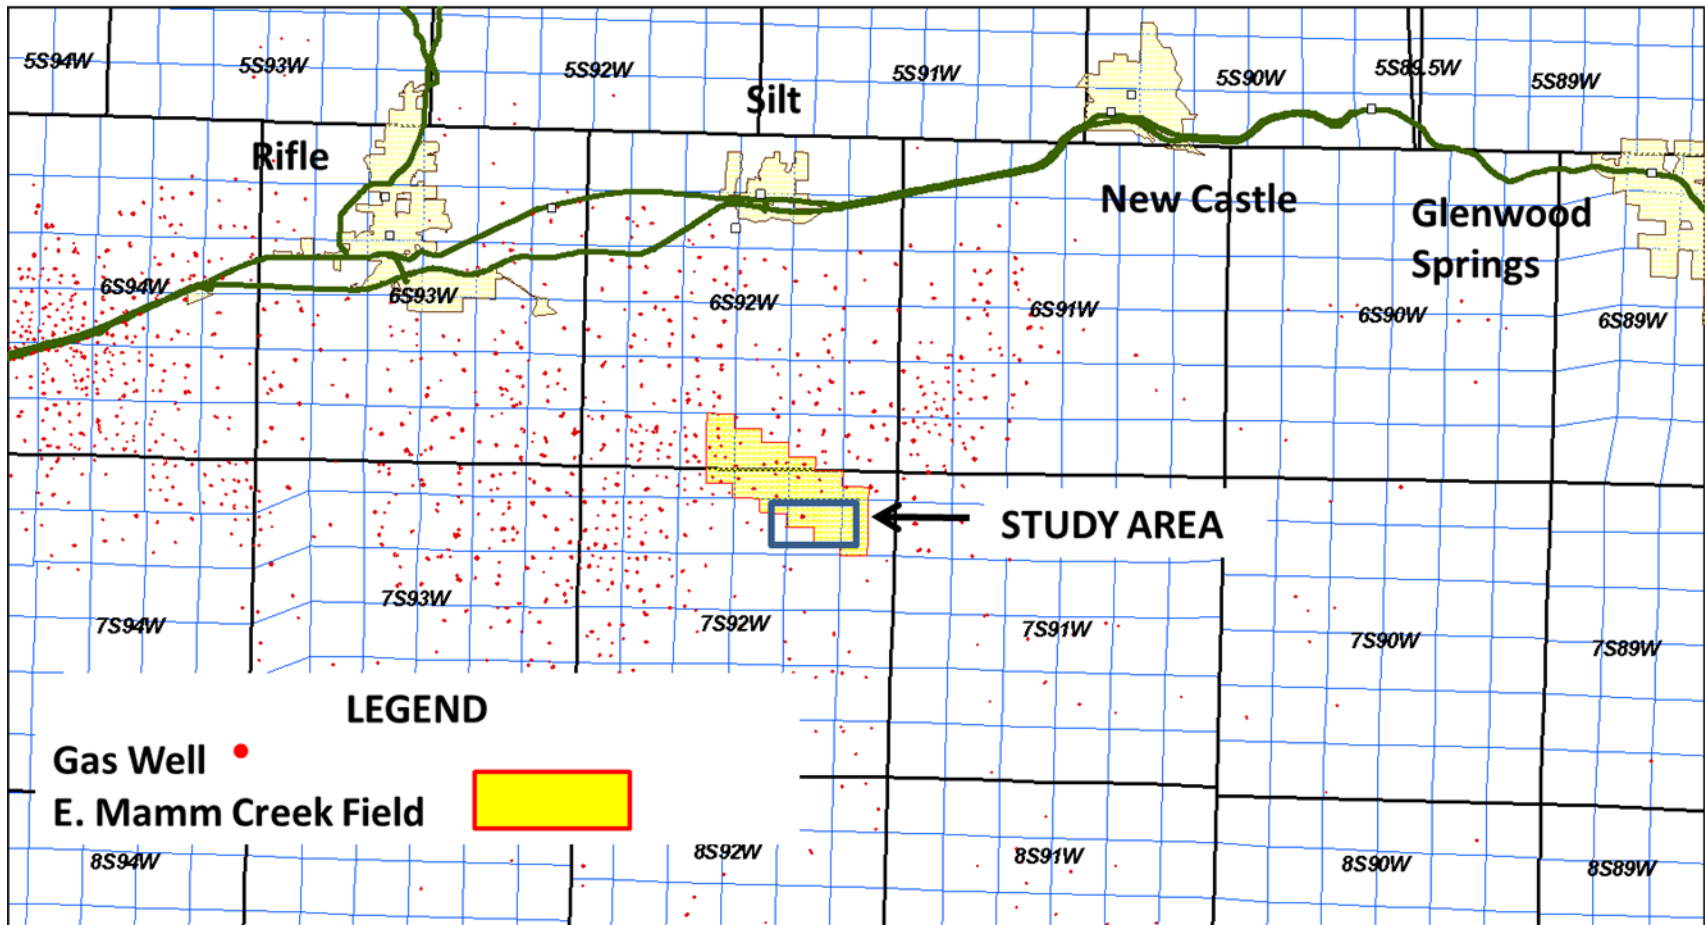 5S94W
5S93W
5S92W
5S91W
5S90W
5S89.5W
5S89W
Silt
Rifle
New Castle
Glenwood
Springs
6S94W
6S93W
6S92W
6S91W
6S90W
6S89W
STUDY AREA
7S94W
7S93W
7S92W
7S91W
7S90W
7S89W
LEGEND
Gas Well
E. Mamm Creek Field
8S94W
8S92W
8S91W
8S90W
8S89W